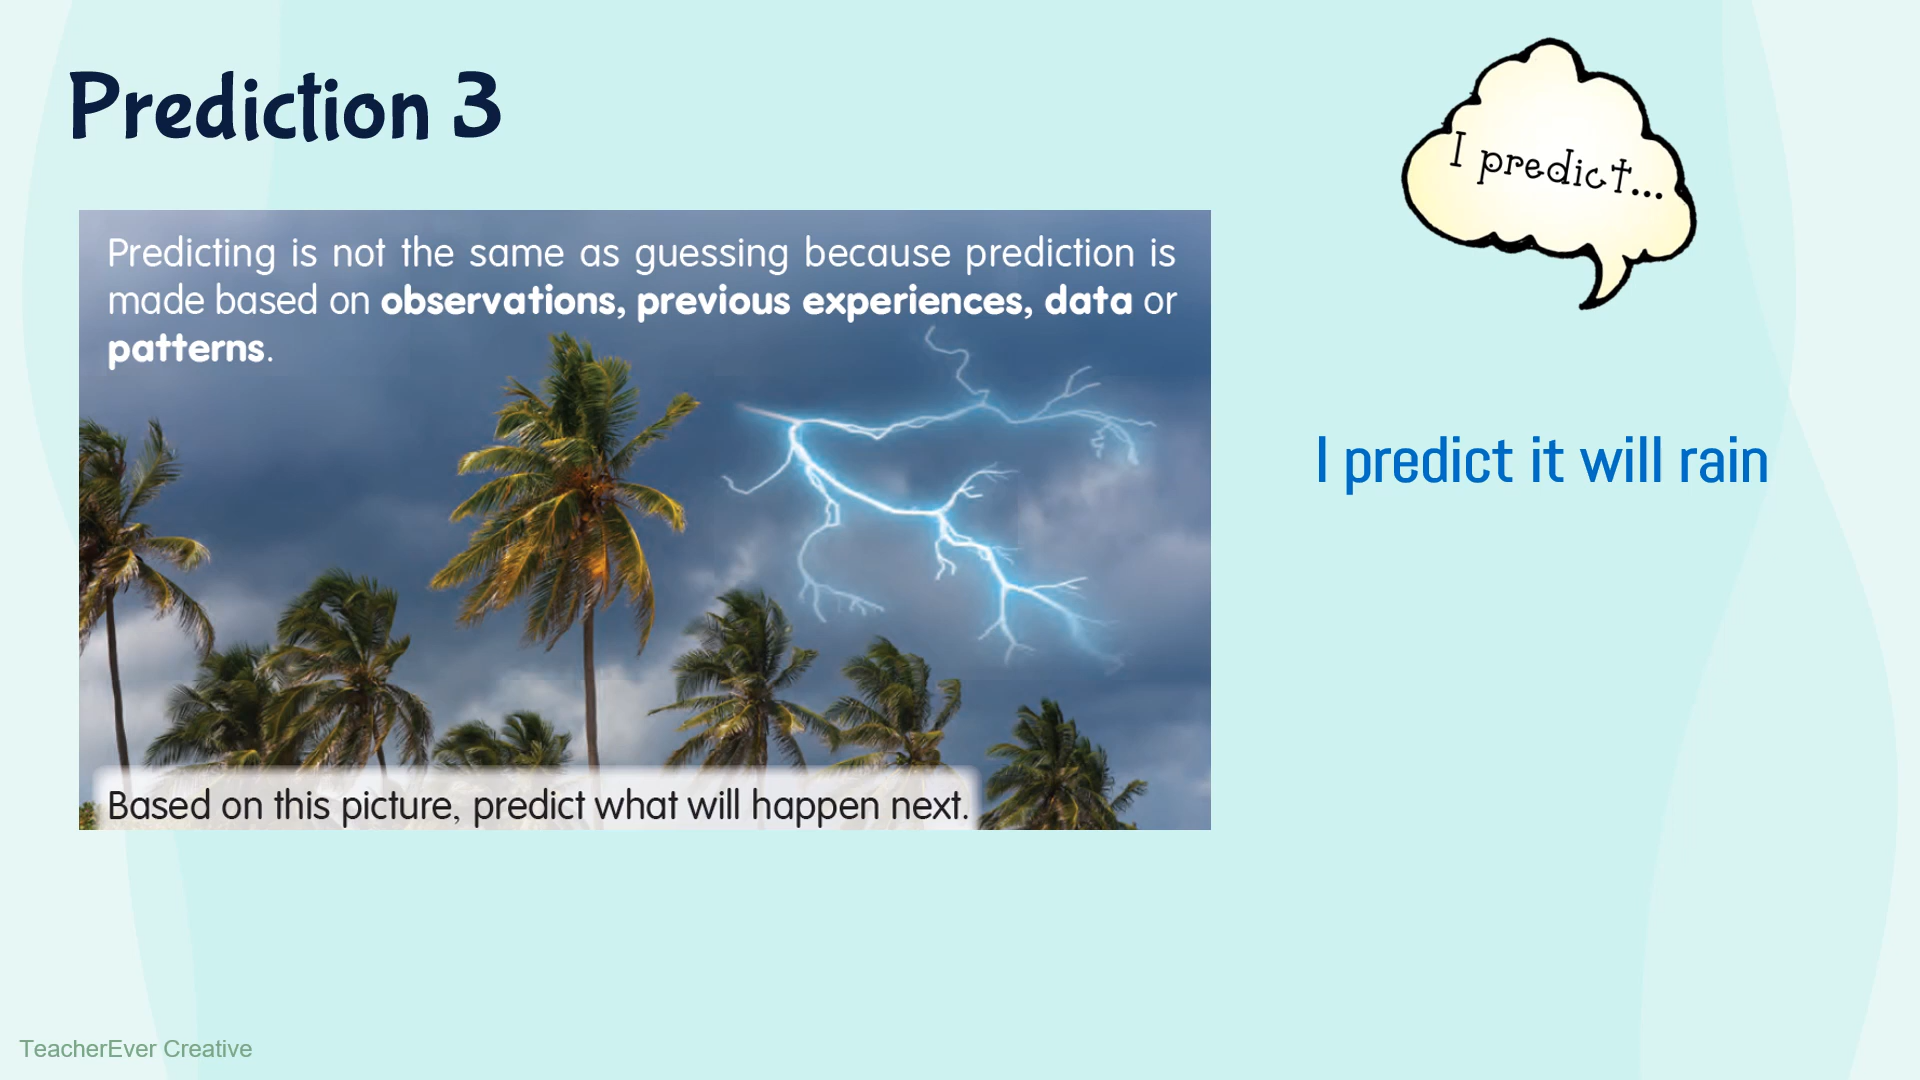 Prediction 3
I predict...
Predicting is not the same as guessing because prediction is
made based on observations, previous experiences, data or
patterns.
I predict it will rain
Based on this picture, predict what will happen next.
TeacherEver Creative